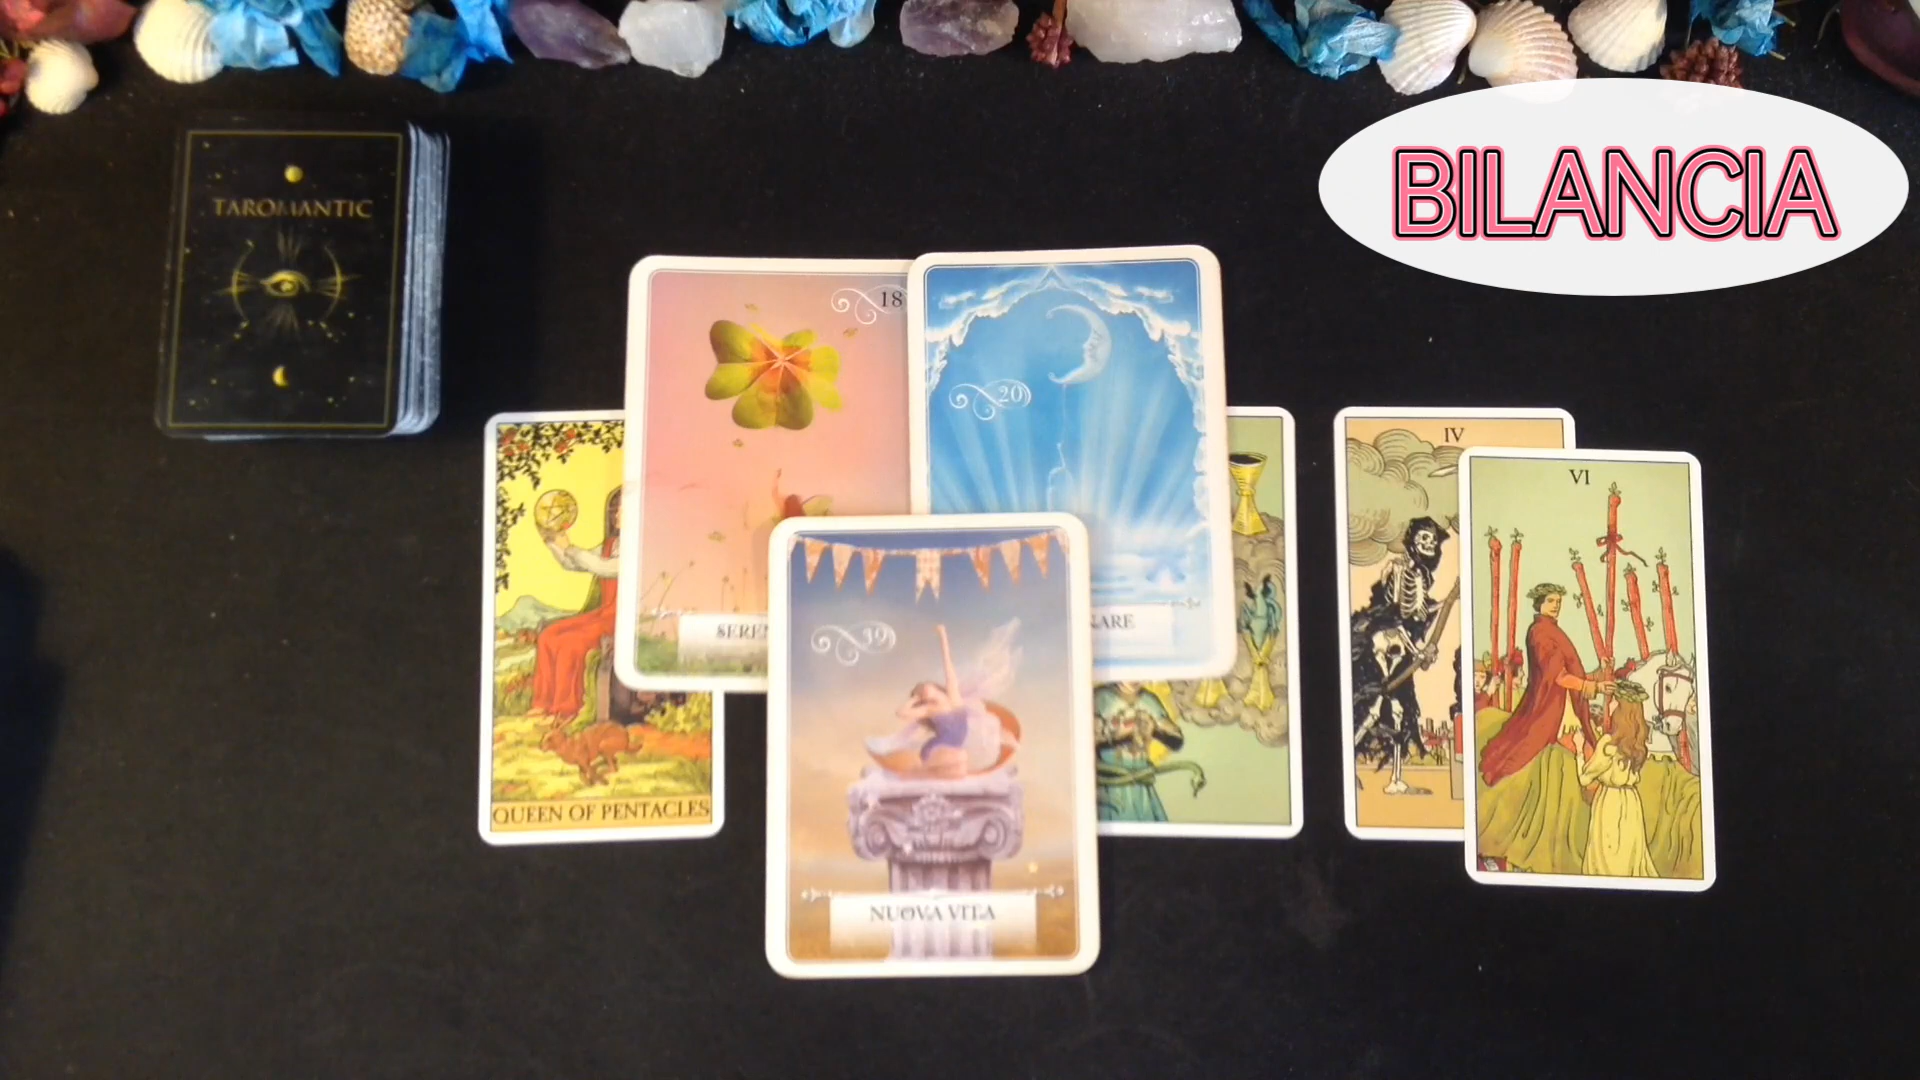 BILANCIA
TAROMANTIC
18
20
IV
VI
39
QUEEN OF PENTACLES
NUOVA VITA